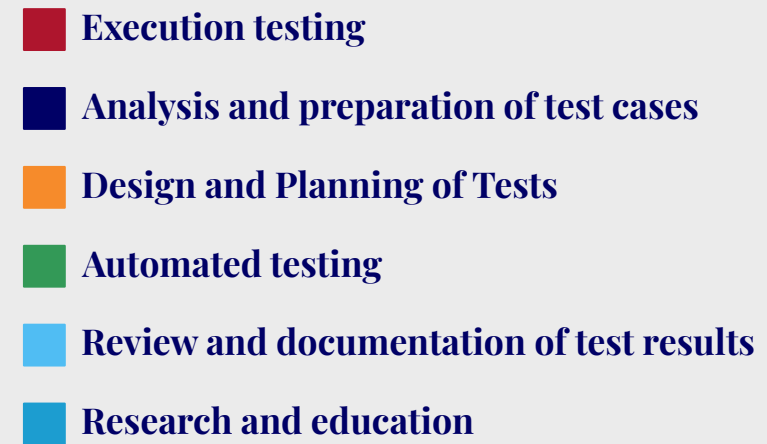 Execution testing
Analysis and preparation of test cases
Design and Planning of Tests
Automated testing
Review and documentation of test results
Research and education